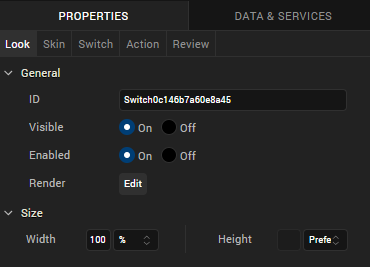 PROPERTIES DATA & SERVICES
Look Skin Switch Action Review
General
ID Switch0c146b7a60e8a45
Visible On Off
Enabled On Off
Render Edit
Size
Width 100 % Height Prefe